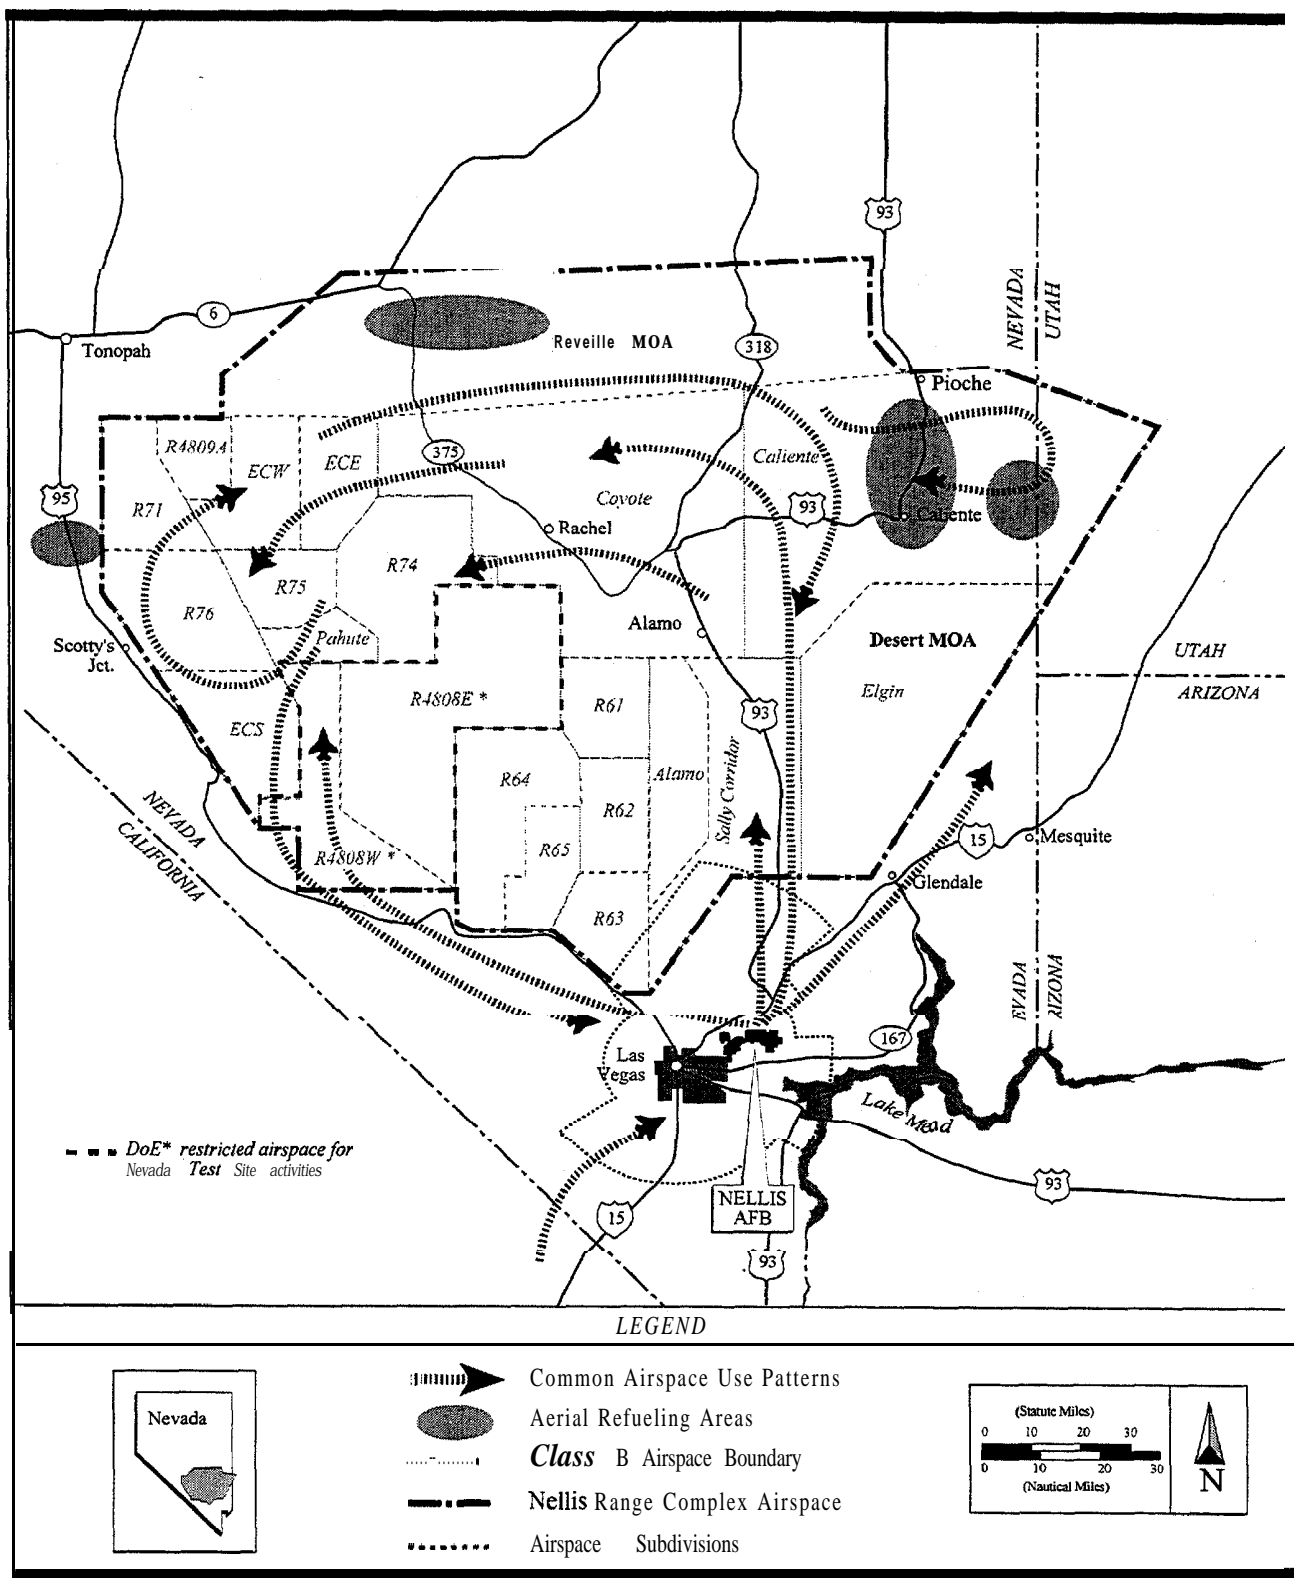 93
NEVADA
UTAH
6
Tonopah
Reveille MOA
318
Pioche
R4809A
ECW
ECE
375
Caliente
95
R71
Coyote
93
Caliente
Rachel
R74
R75
R76
Pahute
Alamo
Desert MOA
Scotty's
Jct.
UTAH
ARIZONA
R4808E *
R61
Elgin
93
ECS
Sally Corridor
R64
Alamo
R62
NEVADA
CALIFORNIA
R65
R4808W *
15
Mesquite
Glendale
R63
EVADA
RIZONA
167
Las
Vegas
Lake Mead
DoE* restricted airspace for
Nevada Test Site activities
93
NELLIS
AFB
15
93
LEGEND
Nevada
Common Airspace Use Patterns
Aerial Refueling Areas
Class B Airspace Boundary
Nellis Range Complex Airspace
Airspace Subdivisions
(Statute Miles)
0 10 20 30
0 10 20 30
(Nautical Miles)
N